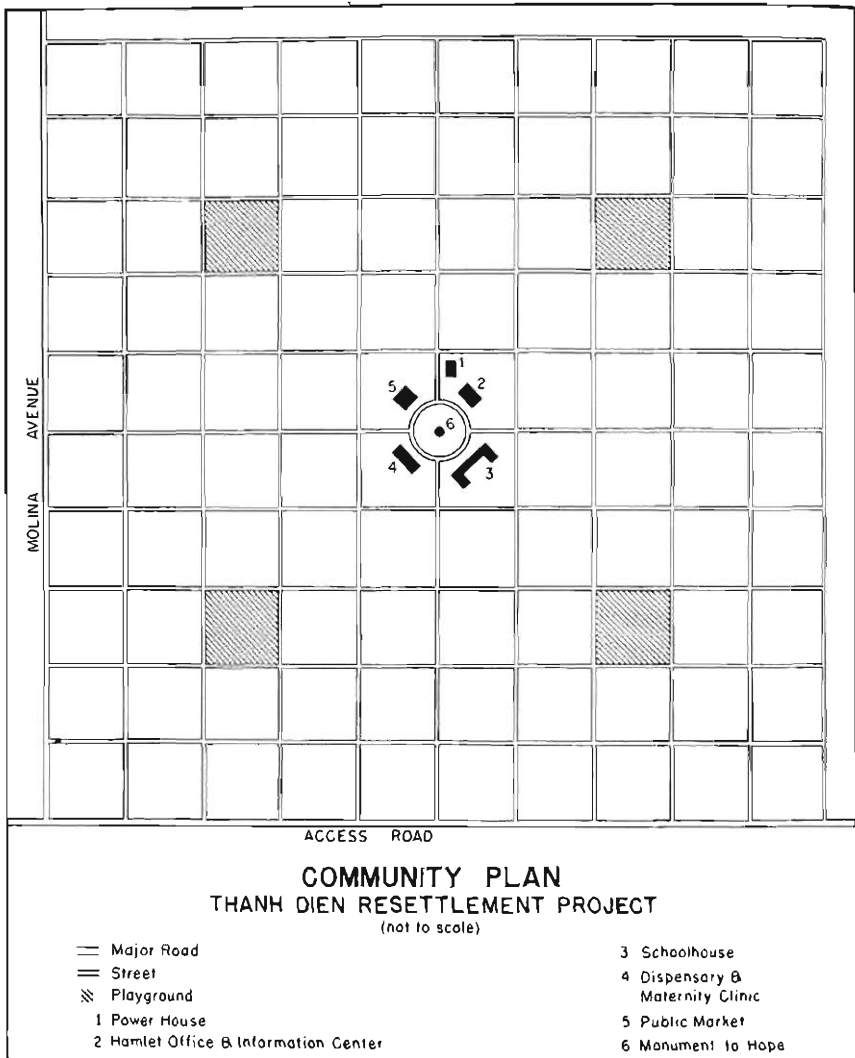 1
2
5
6
4
3
MOLINA AVENUE
ACCESS ROAD
COMMUNITY PLAN
THANH DIEN RESETTLEMENT PROJECT
(not to scale)
Major Road
Street
Playground
1 Power House
2 Hamlet Office & Information Center
3 Schoolhouse
4 Dispensary &
Maternity Clinic
5 Public Market
6 Monument to Hope